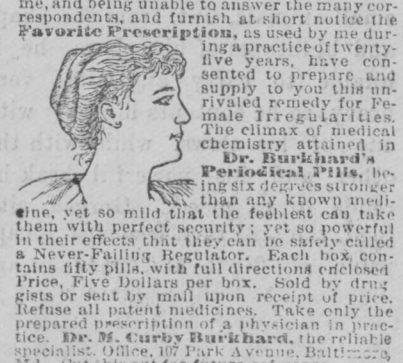 me, and being unable to answer the many cor-
respondents, and furnish at short notice the
Favorite Prescription, as used by me dur-
ing a practice of twenty-
five years, have con-
sented to prepare and
supply to you this un-
rivaled remedy for Fe-
male Irregularities.
The climax of medical
chemistry attained in
Dr. Burkhard's
Periodical Pills, be-
ing six degrees stronger
than any known medi-
cine, yet so mild that the feeblest can take
them with perfect security; yet so powerful
in their effects that they can be safely called
a Never-Failing Regulator. Each box con-
tains fifty pills, with full directions enclosed
Price, Five Dollars per box. Sold by drug
gists or sent by mail upon receipt of price.
Refuse all patent medicines. Take only the
prepared prescription of a physician in prac-
tice. Dr. M. Curby Burkhard, the reliable
specialist. Office, 107 Park Avenue, Baltimore,